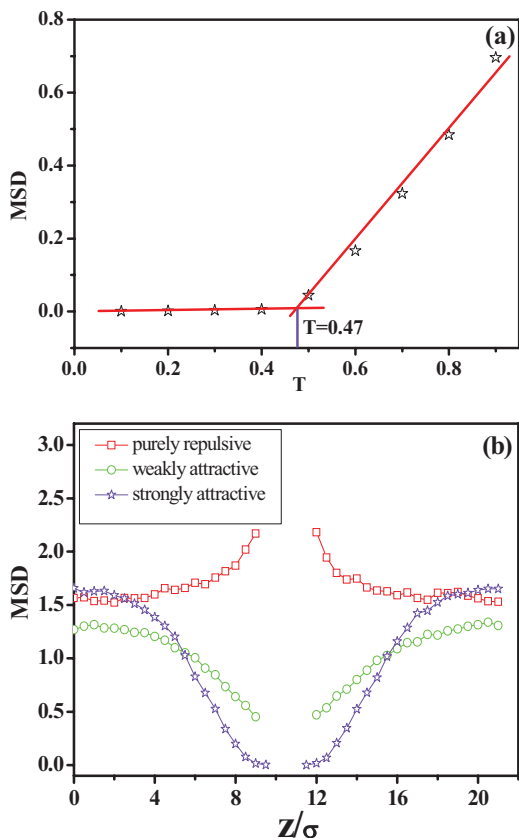 (a)
0.8
0.6
0.4
0.2
0.0
MSD
T=0.47
0.0 0.2 0.4 0.6 0.8 1.0
T
(b)
purely repulsive
weakly attractive
strongly attractive
3.0
2.5
2.0
1.5
1.0
0.5
0.0
MSD
0 4 8 12 16 20
Z/σ